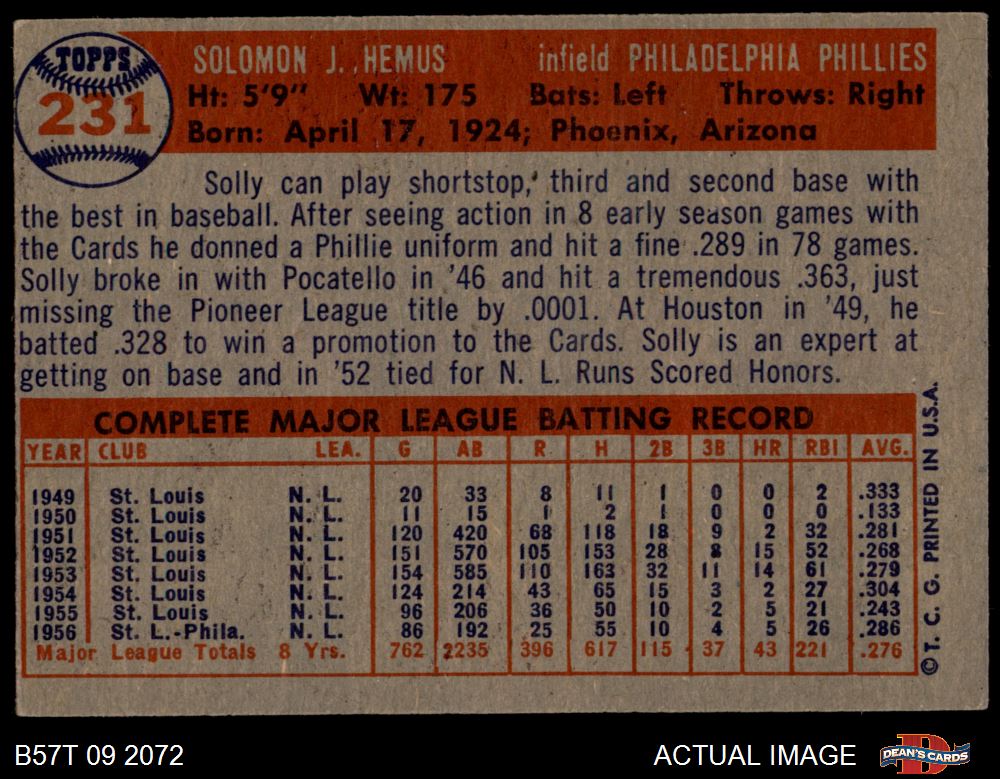 TOPPS
231
SOLOMON J. HEMUS infield PHILADELPHIA PHILLIES
Ht: 5'9" Wt: 175 Bats: Left Throws: Right
Born: April 17, 1924; Phoenix, Arizona
Solly can play shortstop, third and second base with
the best in baseball. After seeing action in 8 early season games with
the Cards he donned a Phillie uniform and hit a fine .289 in 78 games.
Solly broke in with Pocatello in '46 and hit a tremendous .363, just
missing the Pioneer League title by .0001. At Houston in '49, he
batted .328 to win a promotion to the Cards. Solly is an expert at
getting on base and in '52 tied for N. L. Runs Scored Honors.
COMPLETE MAJOR LEAGUE BATTING RECORD
YEAR CLUB LEA. G AB R H 2B 3B HR RBI AVG.
1949 St. Louis N. L. 20 33 8 11 1 0 0 2 .333
1950 St. Louis N. L. 11 15 1 2 1 0 0 0 .133
1951 St. Louis N. L. 120 420 68 118 18 9 2 32 .281
1952 St. Louis N. L. 151 570 105 153 28 8 15 52 .268
1953 St. Louis N. L. 154 585 110 163 32 11 14 61 .279
1954 St. Louis N. L. 124 214 43 65 15 3 2 27 .304
1955 St. Louis N. L. 96 206 36 50 10 2 5 21 .243
1956 St. L.-Phila. N. L. 86 192 25 55 10 4 5 26 .286
Major League Totals 8 Yrs. 762 2235 396 617 115 37 43 221 .276
©T. C. G. PRINTED IN U.S.A.
B57T 09 2072 ACTUAL IMAGE DEAN'S CARDS